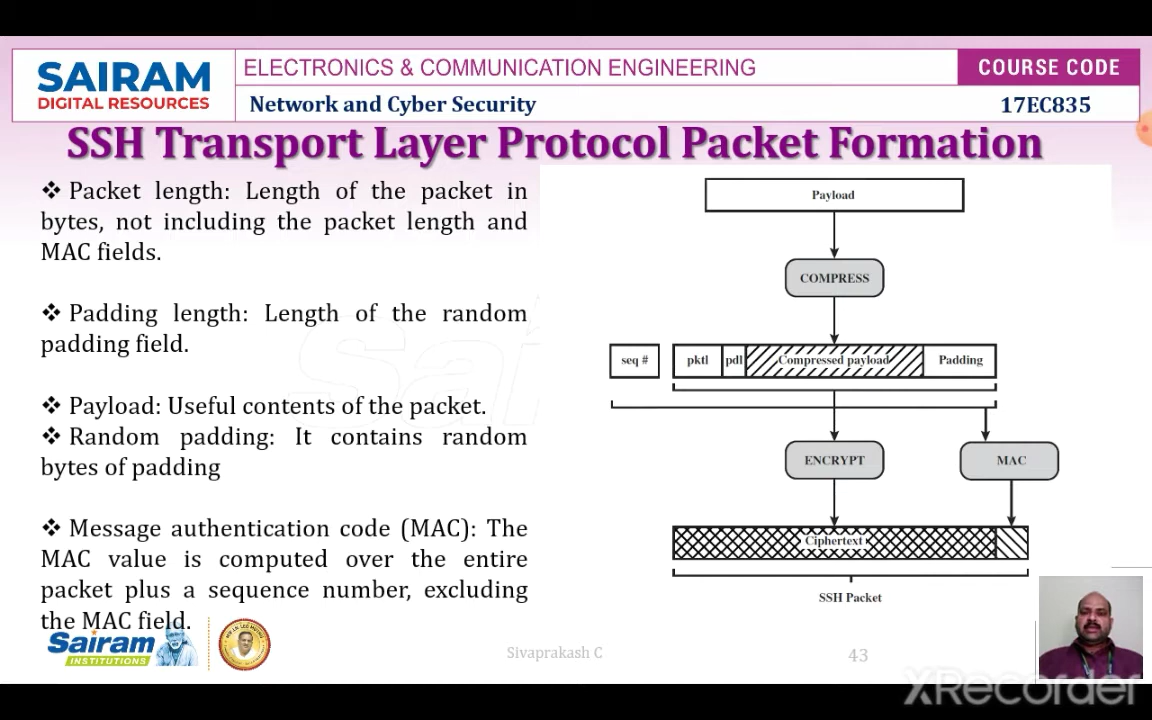 SAIRAM
DIGITAL RESOURCES
ELECTRONICS & COMMUNICATION ENGINEERING
COURSE CODE
Network and Cyber Security
17EC835
SSH Transport Layer Protocol Packet Formation
❖ Packet length: Length of the packet in
bytes, not including the packet length and
MAC fields.
❖ Padding length: Length of the random
padding field.
❖ Payload: Useful contents of the packet.
❖ Random padding: It contains random
bytes of padding
❖ Message authentication code (MAC): The
MAC value is computed over the entire
packet plus a sequence number, excluding
the MAC field.
Payload
COMPRESS
seq #
pktl
pdl
Compressed payload
Padding
ENCRYPT
MAC
Ciphertext
SSH Packet
Sairam
INSTITUTIONS
Sivaprakash C
43
XRecorder